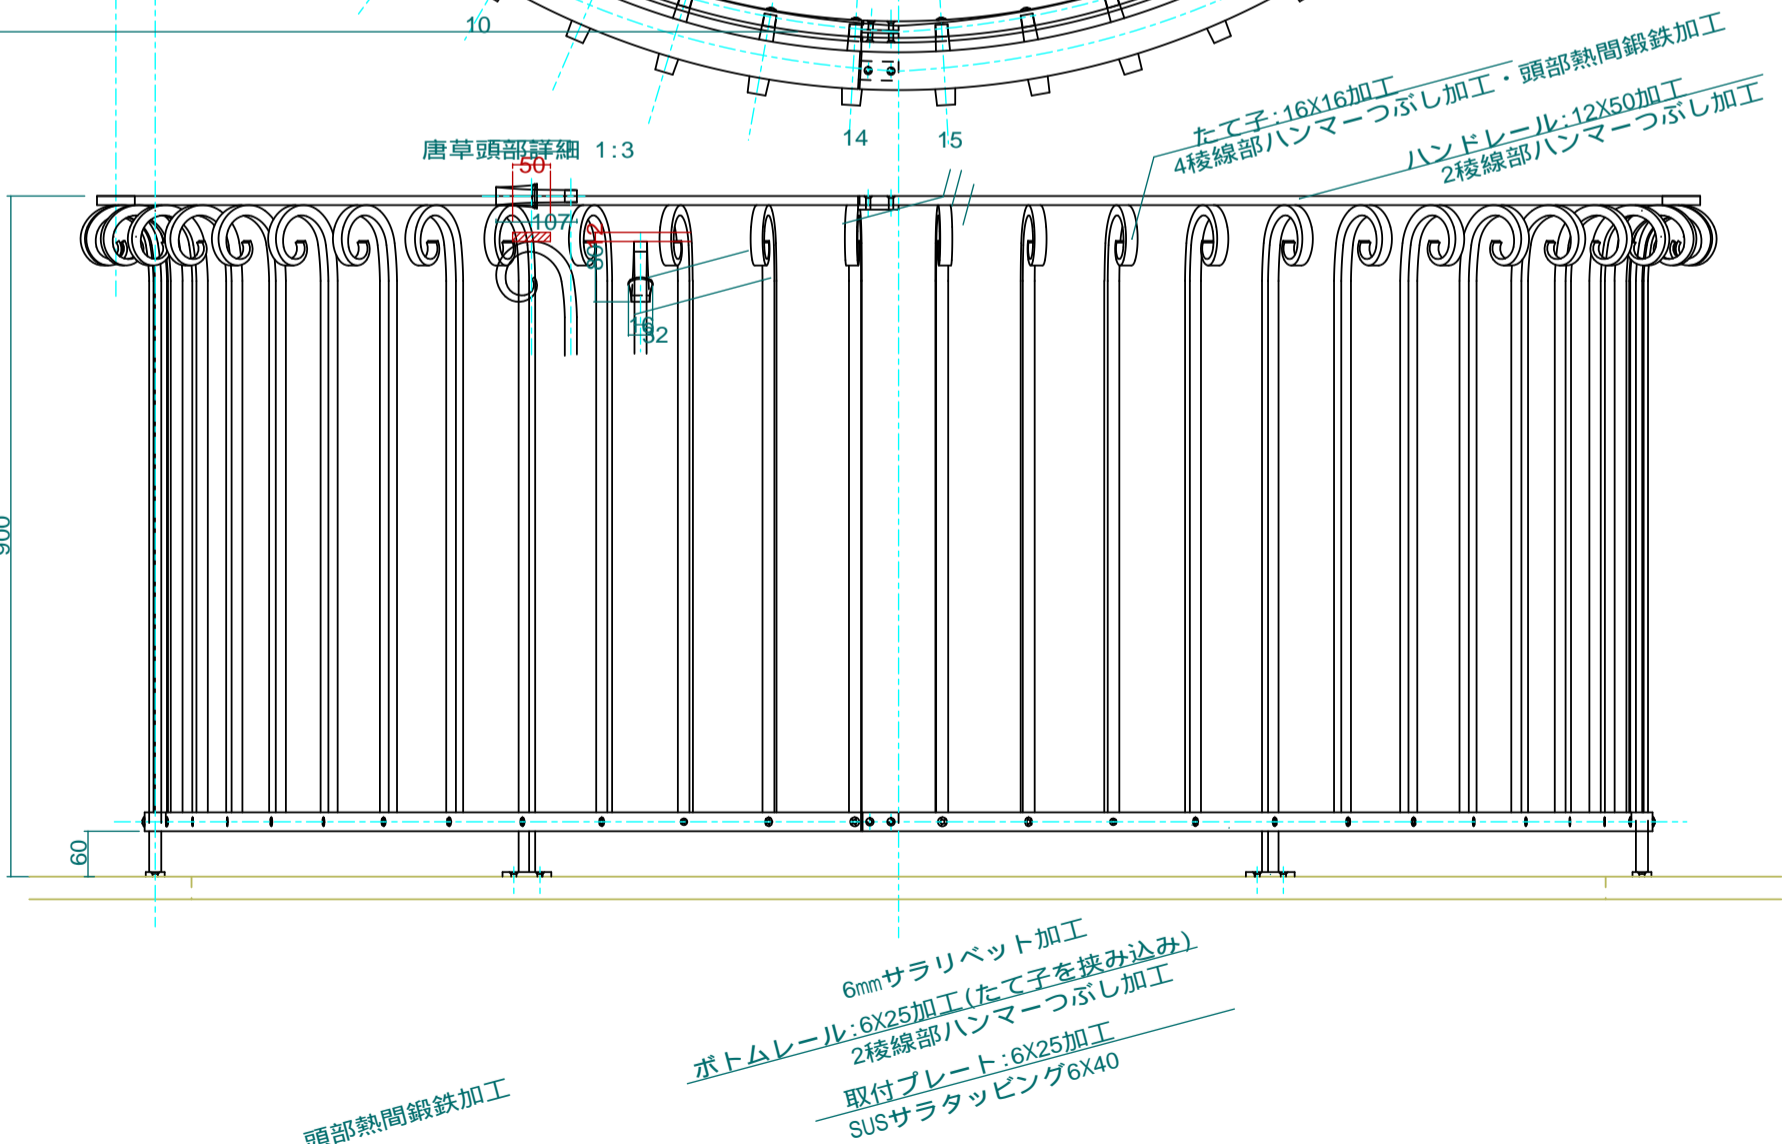 10
14
15
たて子:16X16加工
4稜線部ハンマーつぶし加工・頭部熱間鍛鉄加工
ハンドレール:12X50加工
2稜線部ハンマーつぶし加工
唐草頭部詳細 1:3
50
107
12
80
16
32
900
60
6mmサラリベット加工
ボトムレール:6X25加工(たて子を挟み込み)
2稜線部ハンマーつぶし加工
取付プレート:6X25加工
SUSサラタッピング6X40
頭部熱間鍛鉄加工